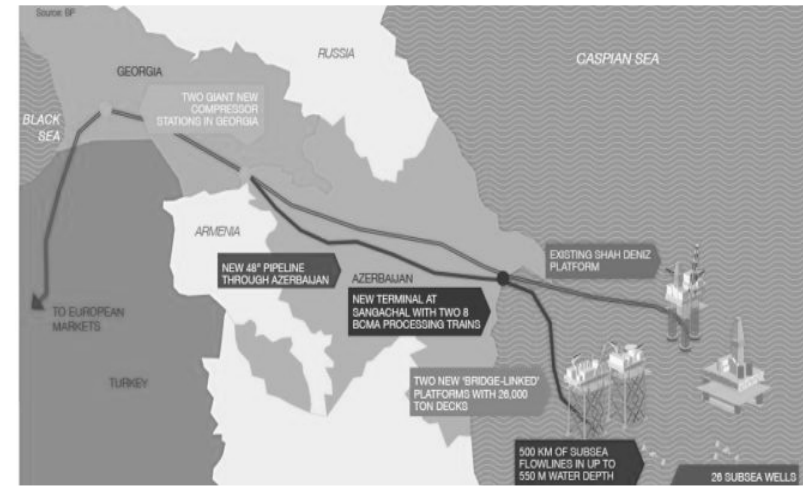 Source: BP
RUSSIA
CASPIAN SEA
GEORGIA
TWO GIANT NEW
COMPRESSOR
STATIONS IN GEORGIA
BLACK
SEA
ARMENIA
EXISTING SHAH DENIZ
PLATFORM
NEW 48" PIPELINE
THROUGH AZERBAIJAN
AZERBAIJAN
NEW TERMINAL AT
SANGACHAL WITH TWO 8
BCMA PROCESSING TRAINS
TO EUROPEAN
MARKETS
TURKEY
TWO NEW 'BRIDGE-LINKED'
PLATFORMS WITH 26,000
TON DECKS
500 KM OF SUBSEA
FLOWLINES IN UP TO
550 M WATER DEPTH
26 SUBSEA WELLS